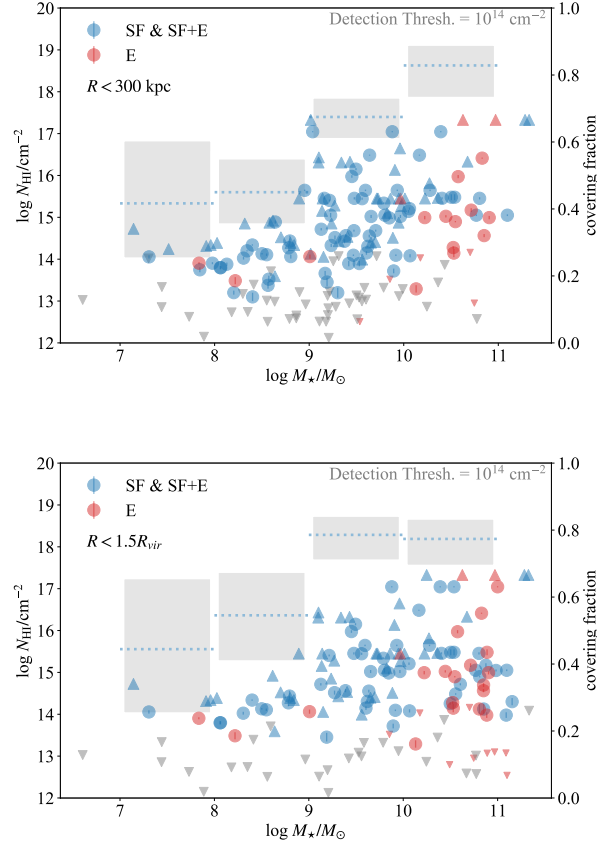 Detection Thresh. = 10¹⁴ cm⁻²
SF & SF+E
E
R < 300 kpc
log N_HI/cm⁻²
20
19
18
17
16
15
14
13
12
1.0
0.8
0.6
0.4
0.2
0.0
covering fraction
7 8 9 10 11
log M⋆/M⊙
Detection Thresh. = 10¹⁴ cm⁻²
SF & SF+E
E
R < 1.5R_vir
log N_HI/cm⁻²
20
19
18
17
16
15
14
13
12
1.0
0.8
0.6
0.4
0.2
0.0
covering fraction
7 8 9 10 11
log M⋆/M⊙